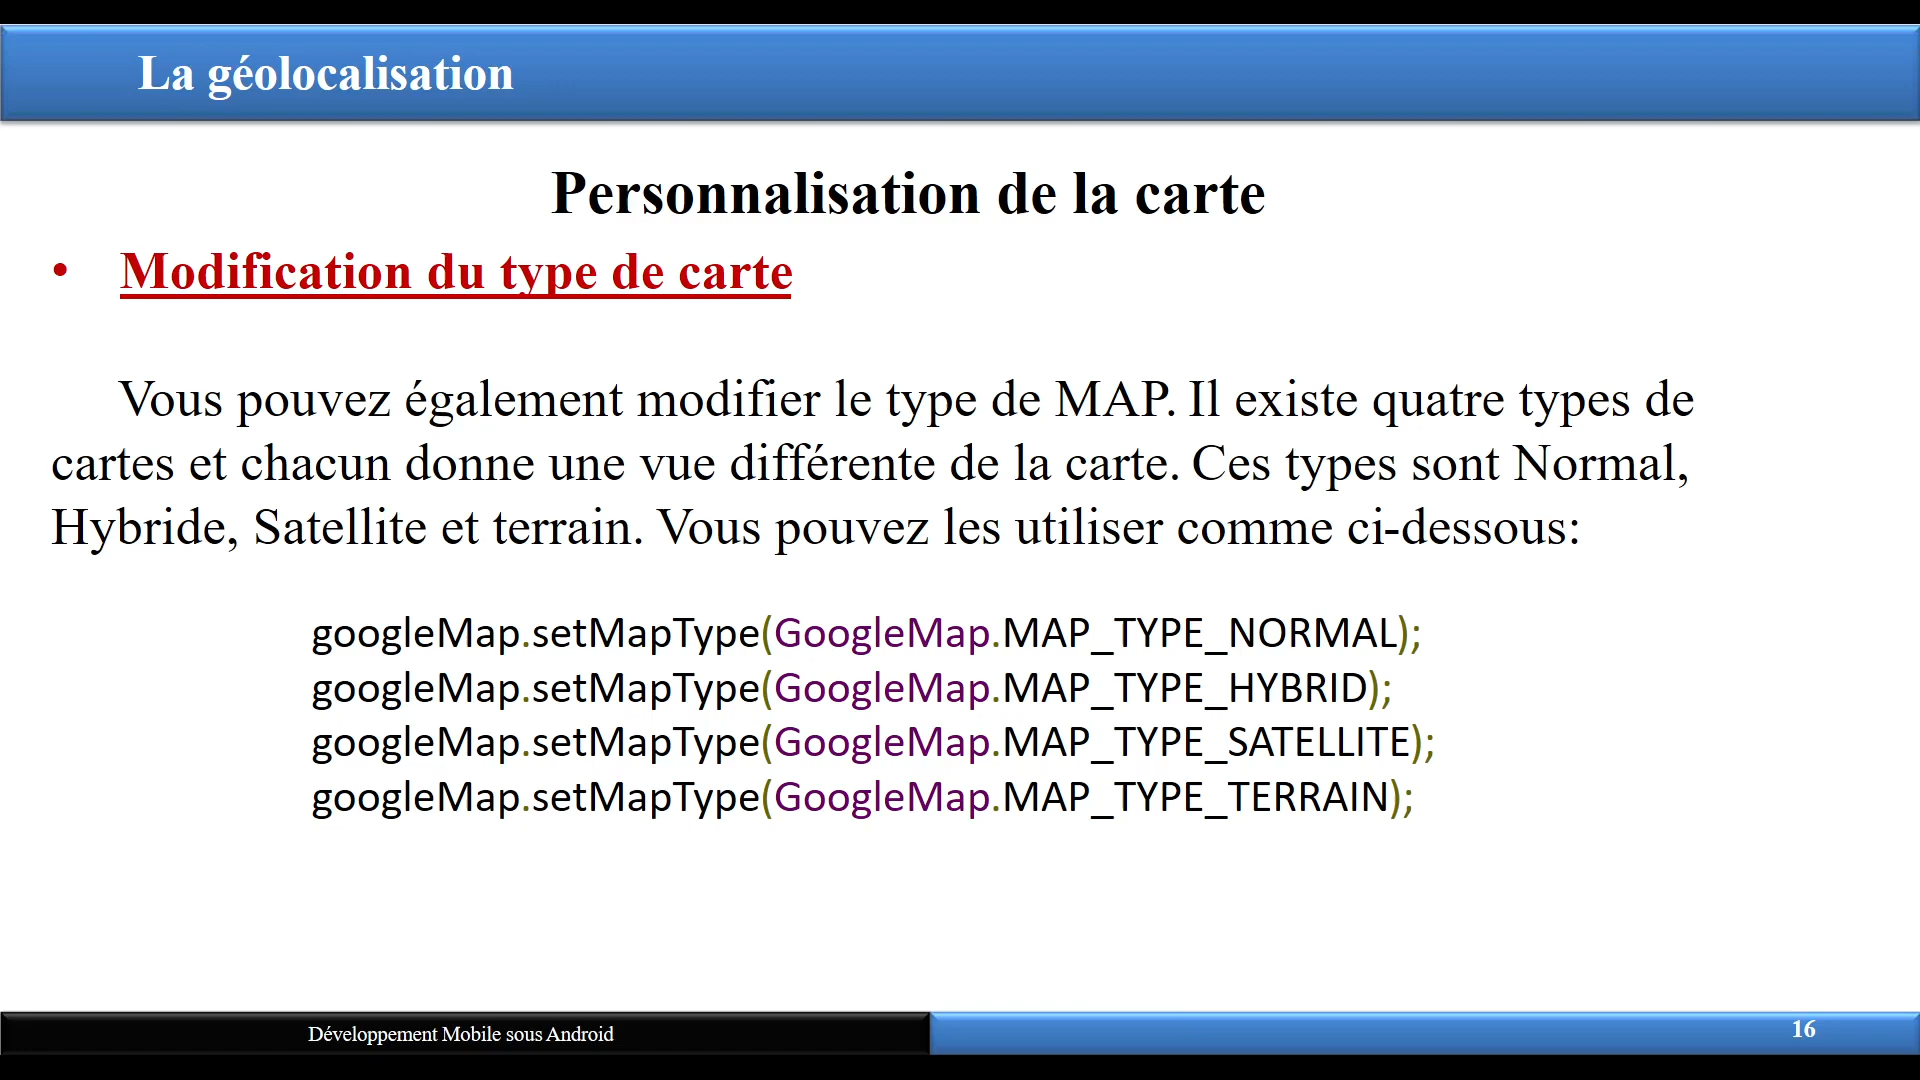 La géolocalisation
Personnalisation de la carte
• Modification du type de carte
Vous pouvez également modifier le type de MAP. Il existe quatre types de
cartes et chacun donne une vue différente de la carte. Ces types sont Normal,
Hybride, Satellite et terrain. Vous pouvez les utiliser comme ci-dessous:
googleMap.setMapType(GoogleMap.MAP_TYPE_NORMAL);
googleMap.setMapType(GoogleMap.MAP_TYPE_HYBRID);
googleMap.setMapType(GoogleMap.MAP_TYPE_SATELLITE);
googleMap.setMapType(GoogleMap.MAP_TYPE_TERRAIN);
Développement Mobile sous Android
16